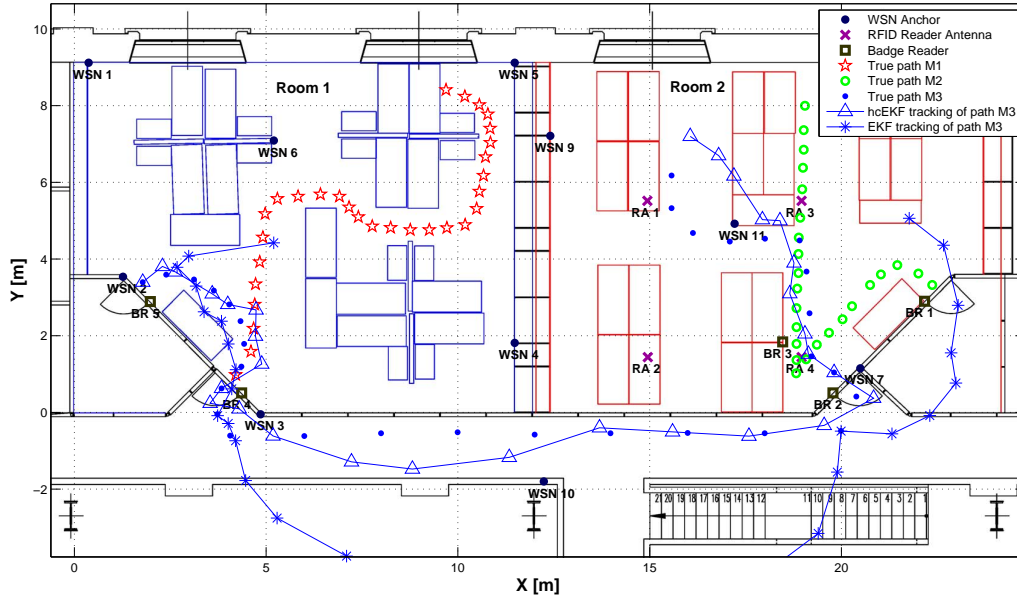 10
8
6
4
2
0
−2
Y [m]
0
5
10
15
20
X [m]
WSN Anchor
RFID Reader Antenna
Badge Reader
True path M1
True path M2
True path M3
hcEKF tracking of path M3
EKF tracking of path M3
WSN 1
WSN 5
Room 1
Room 2
WSN 6
WSN 9
RA 1
RA 3
WSN 11
WSN 2
BR 5
BR 1
WSN 4
BR 3
RA 2
RA 4
WSN 7
BR 4
BR 2
WSN 3
WSN 10
21 20 19 18 17 16 15 14 13 12 11 10 9 8 7 6 5 4 3 2 1